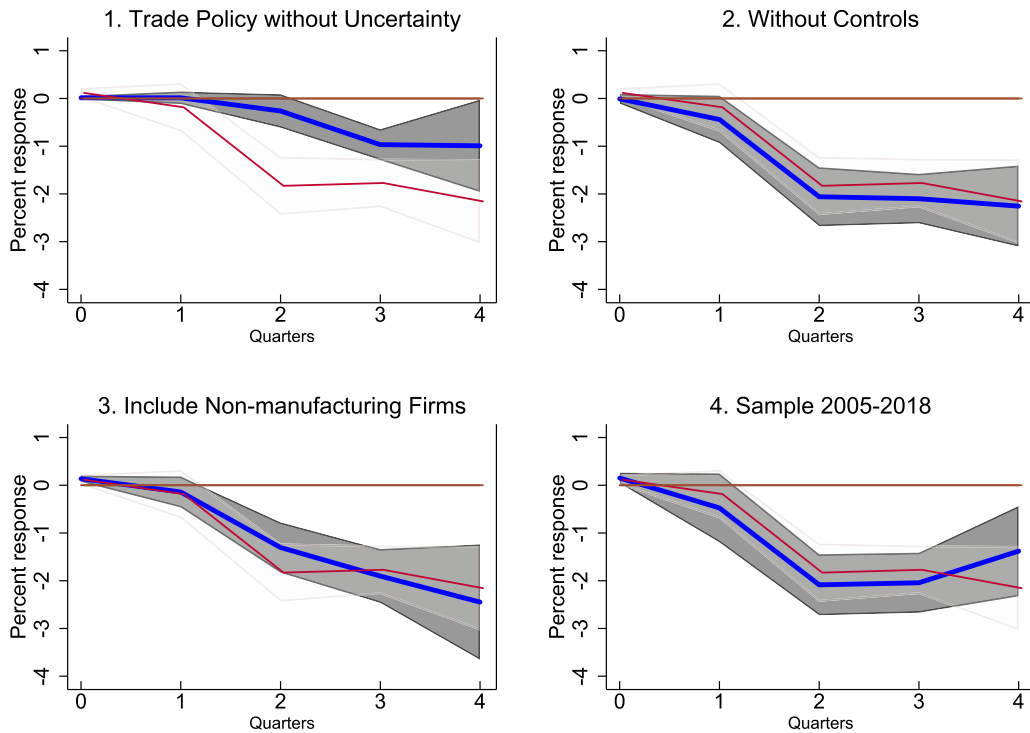 1. Trade Policy without Uncertainty
Percent response
1
0
-1
-2
-3
-4
0 1 2 3 4
Quarters
2. Without Controls
Percent response
1
0
-1
-2
-3
-4
0 1 2 3 4
Quarters
3. Include Non-manufacturing Firms
Percent response
1
0
-1
-2
-3
-4
0 1 2 3 4
Quarters
4. Sample 2005-2018
Percent response
1
0
-1
-2
-3
-4
0 1 2 3 4
Quarters